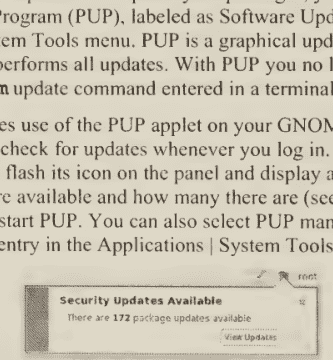 Program (PUP), labeled as Software Upd
em Tools menu. PUP is a graphical upd
performs all updates. With PUP you no l
m update command entered in a terminal
es use of the PUP applet on your GNOM
check for updates whenever you log in.
flash its icon on the panel and display a
re available and how many there are (see
start PUP. You can also select PUP man
entry in the Applications | System Tools
root
Security Updates Available
There are 172 package updates available
View Updates